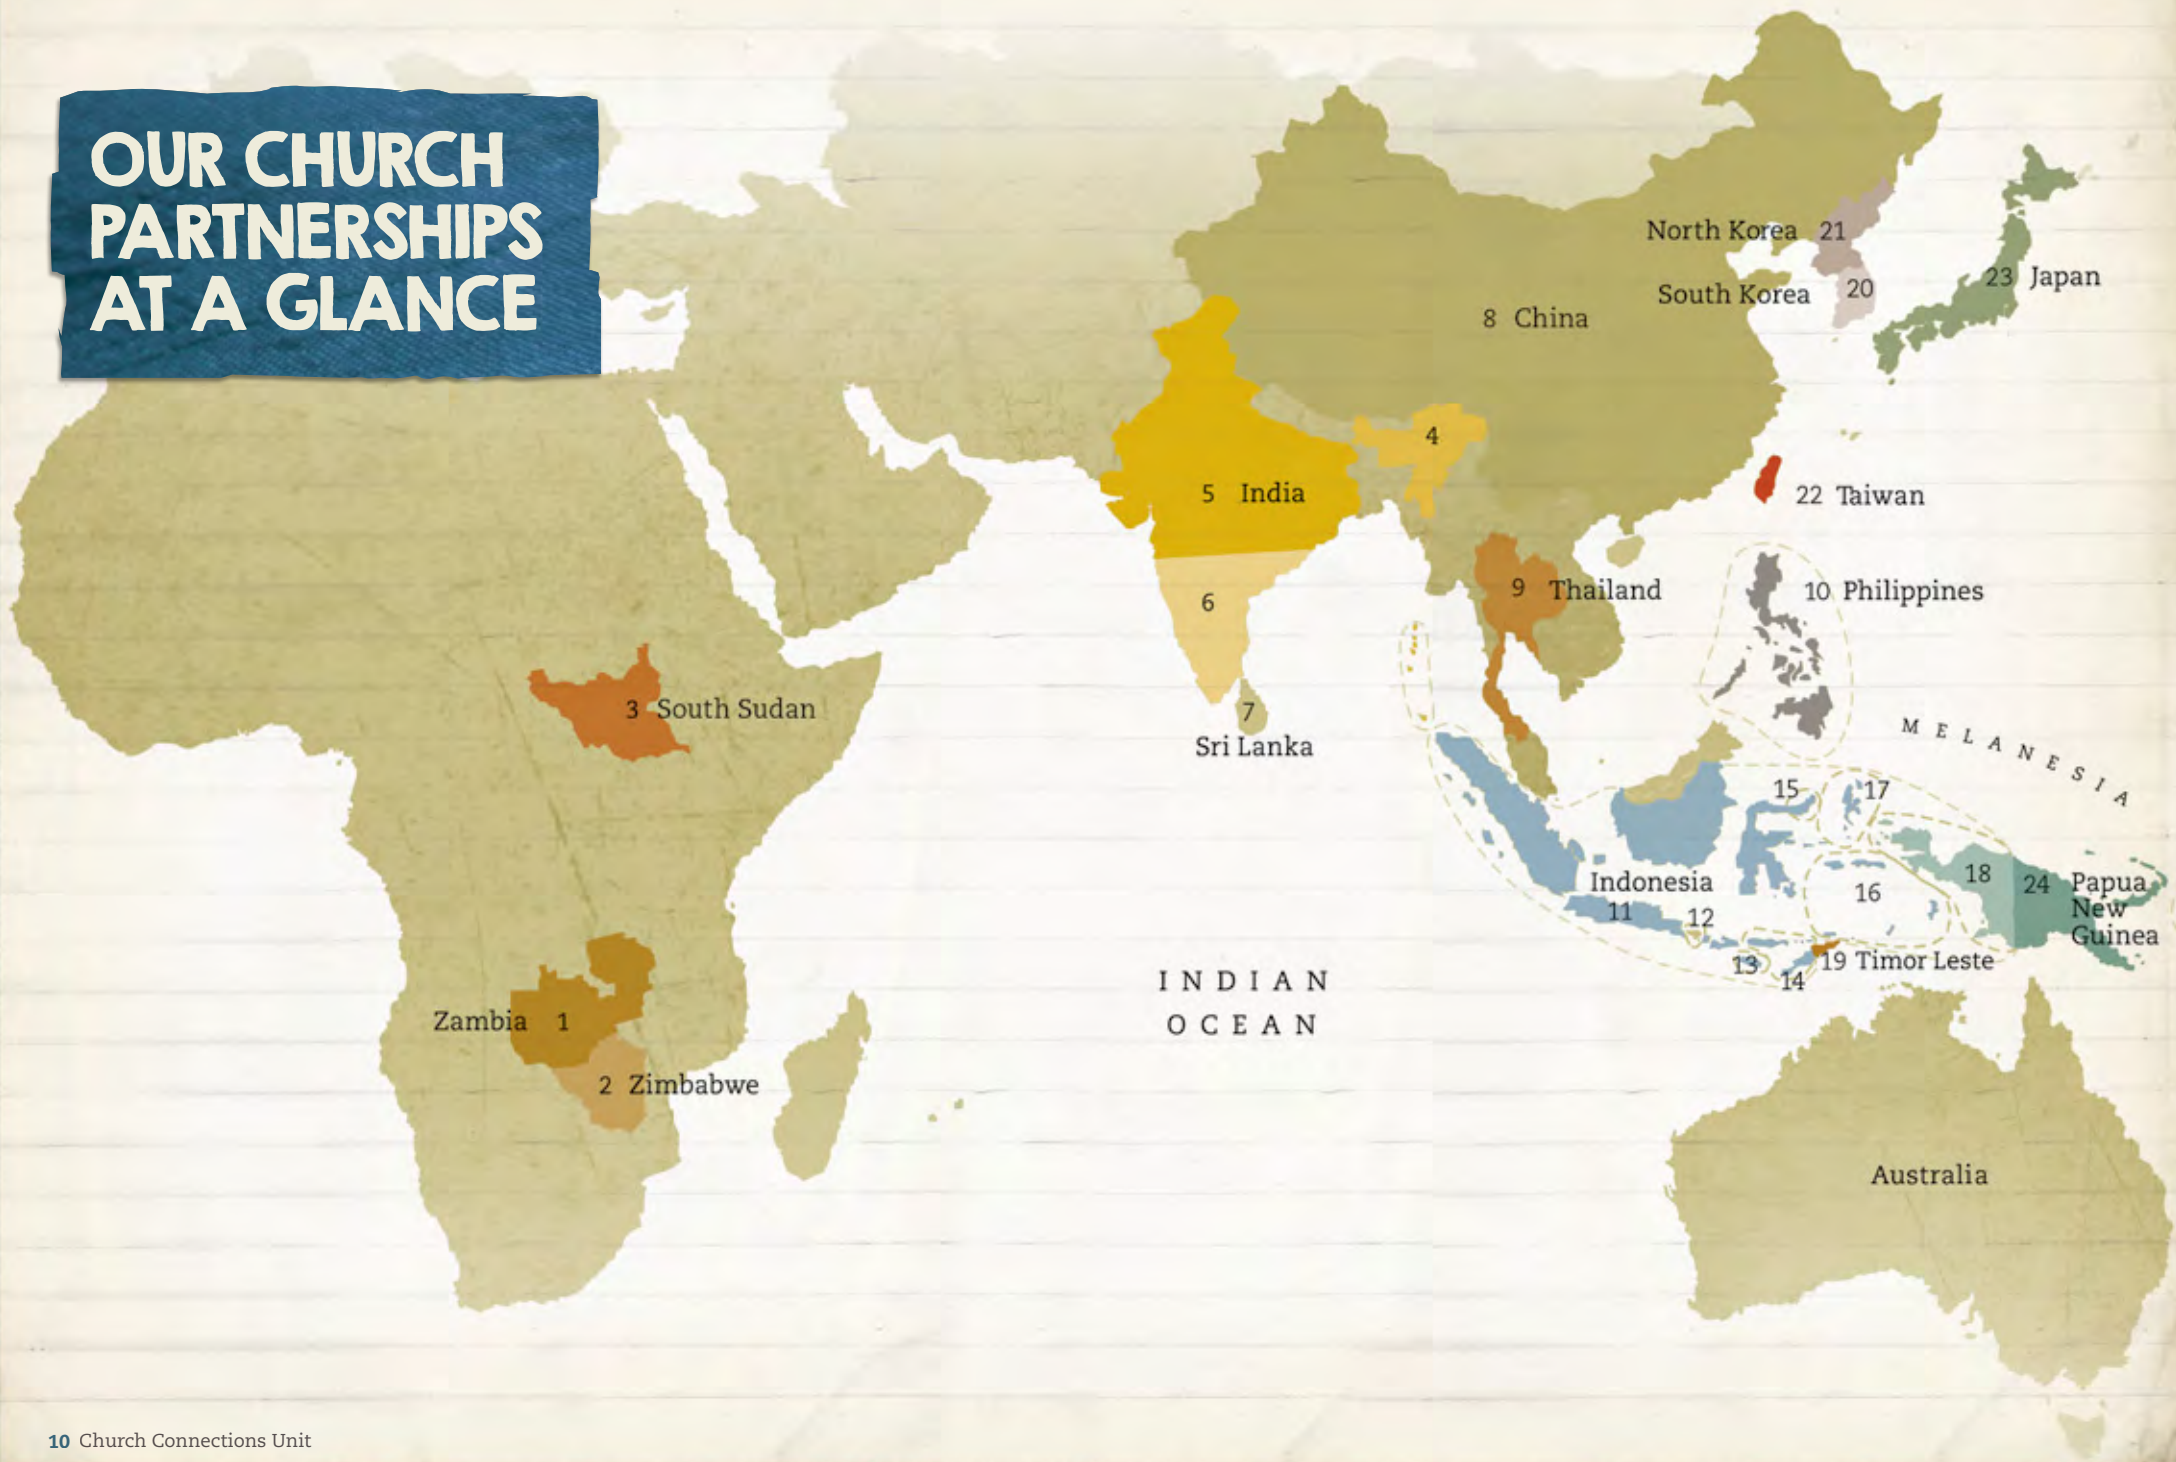 OUR CHURCH
PARTNERSHIPS
AT A GLANCE
North Korea 21
South Korea 20
23 Japan
8 China
4
5 India
22 Taiwan
6
9 Thailand
10 Philippines
3 South Sudan
7
Sri Lanka
MELANESIA
15
17
18
24 Papua
New
Guinea
Indonesia
16
11
12
13
14
19 Timor Leste
INDIAN
OCEAN
Zambia 1
2 Zimbabwe
Australia
10 Church Connections Unit